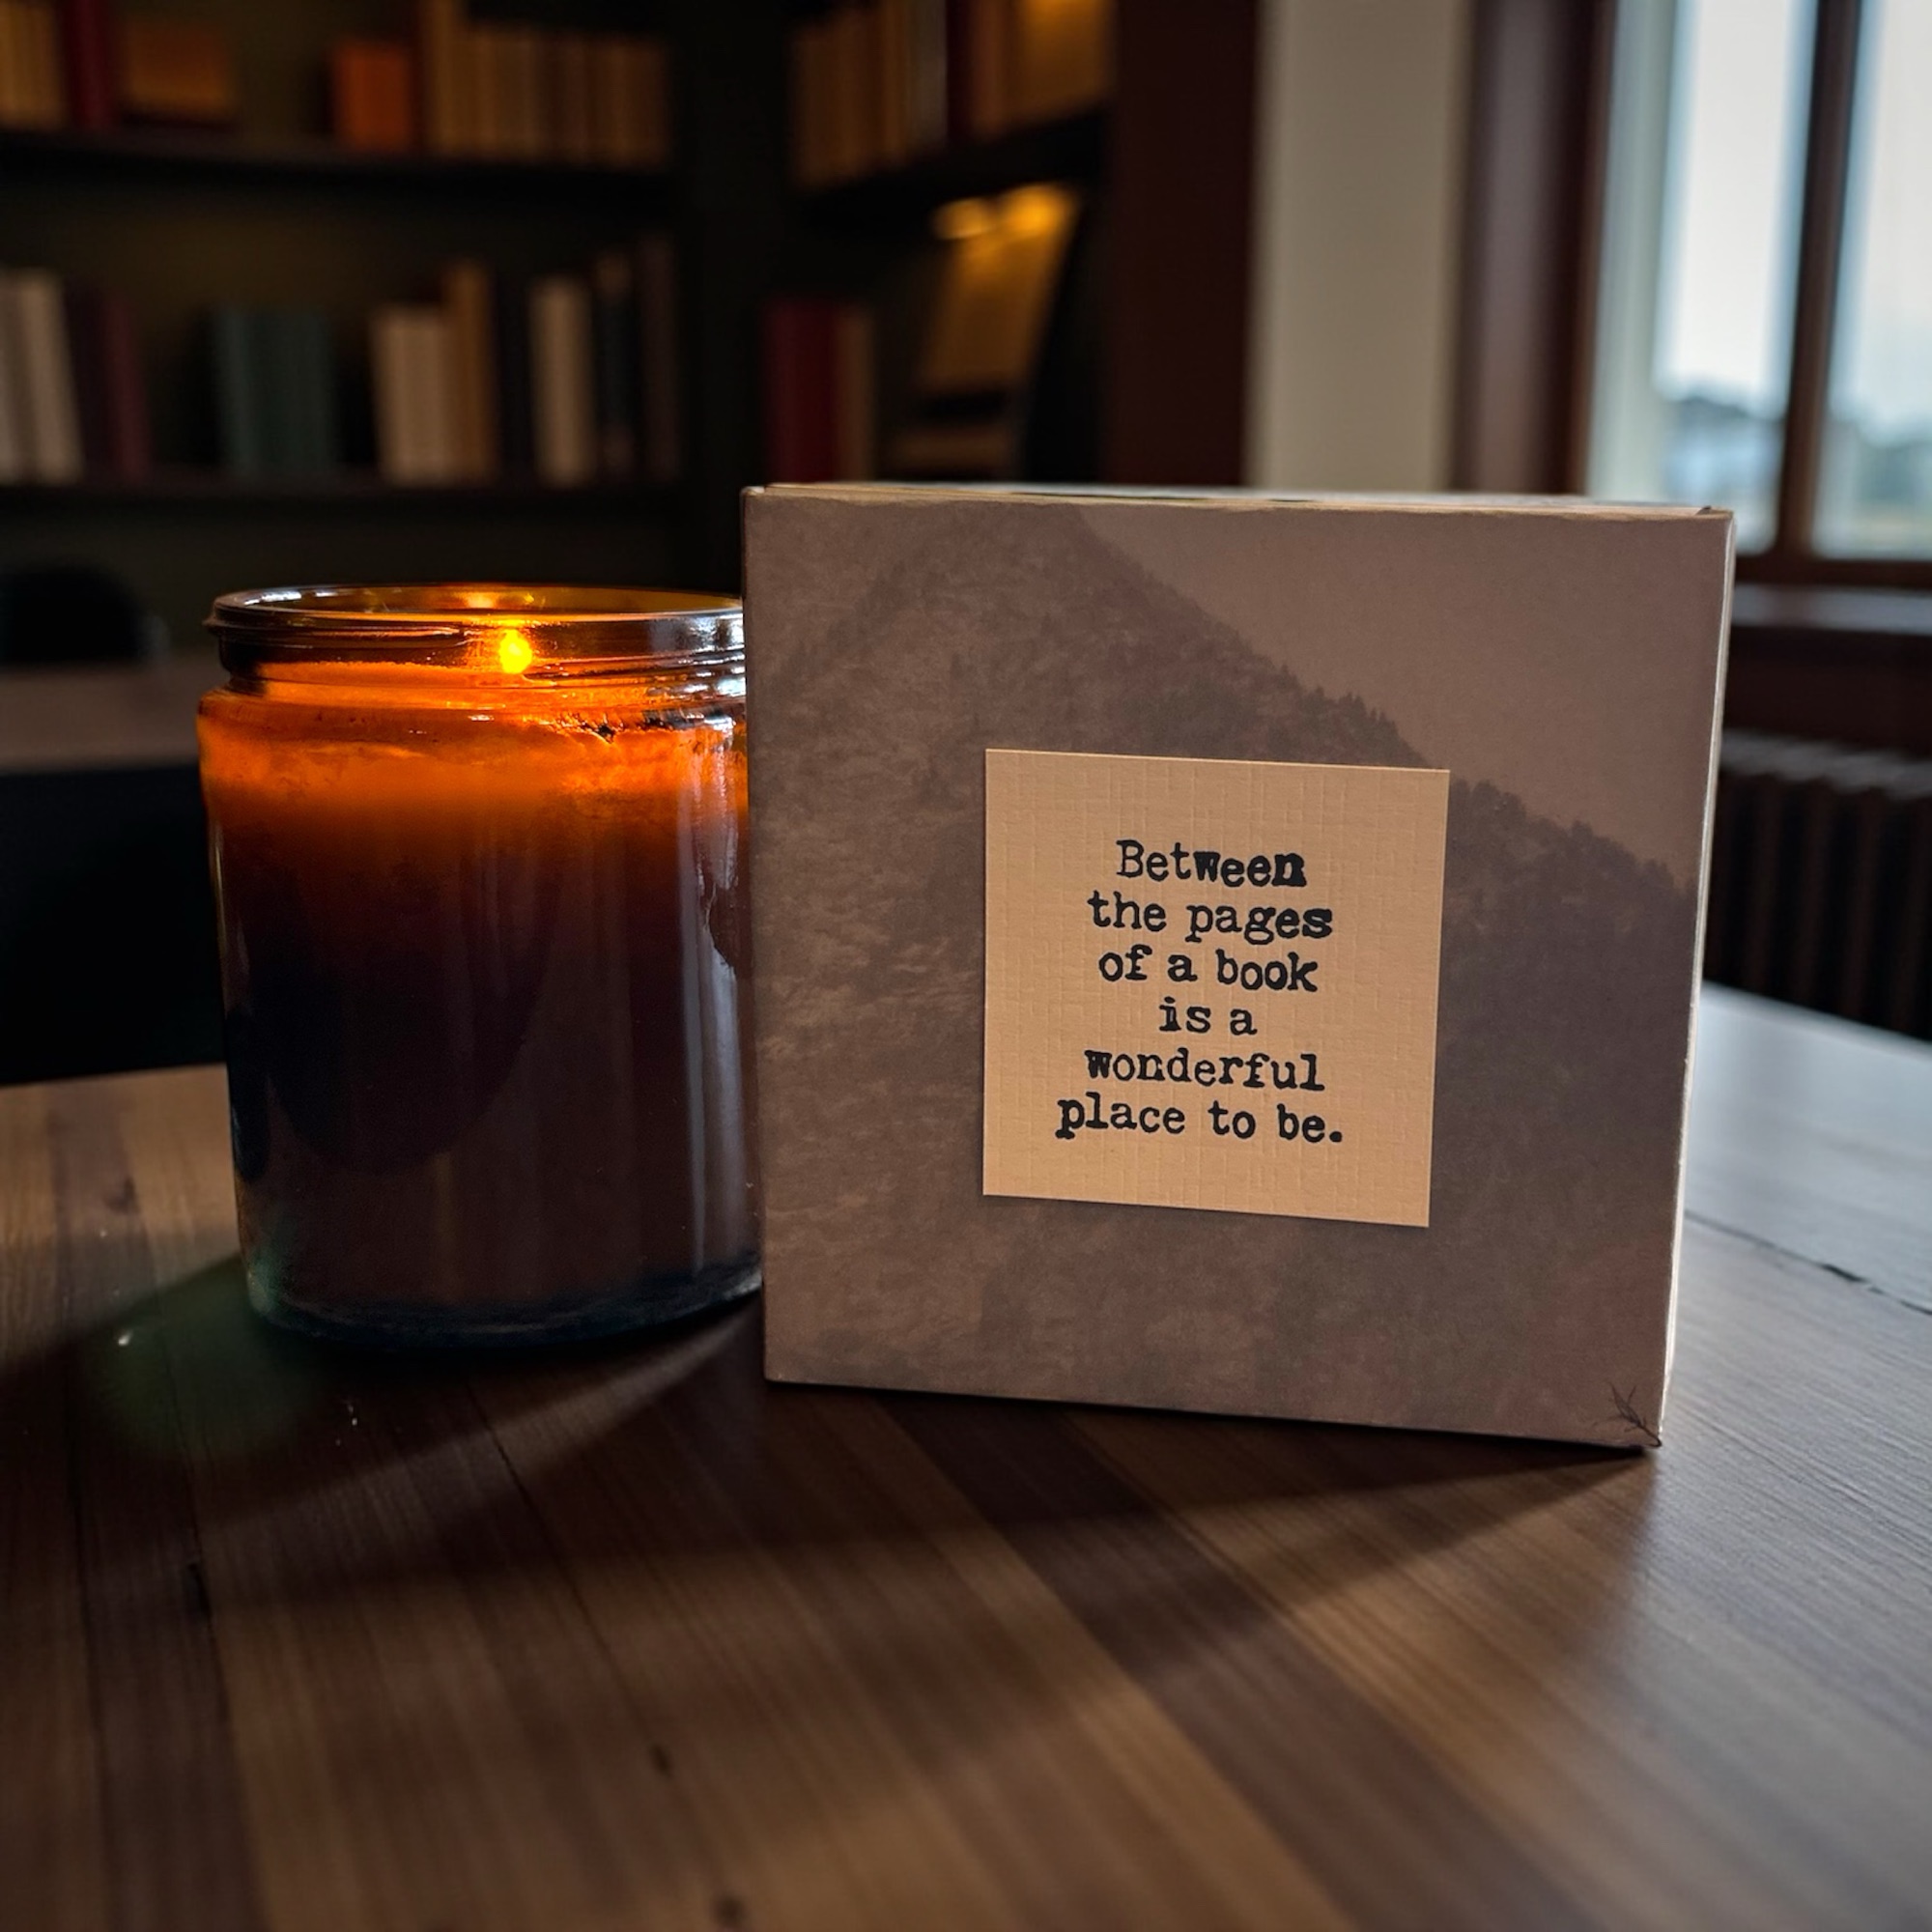 Between
the pages
of a book
is a
wonderful
place to be.